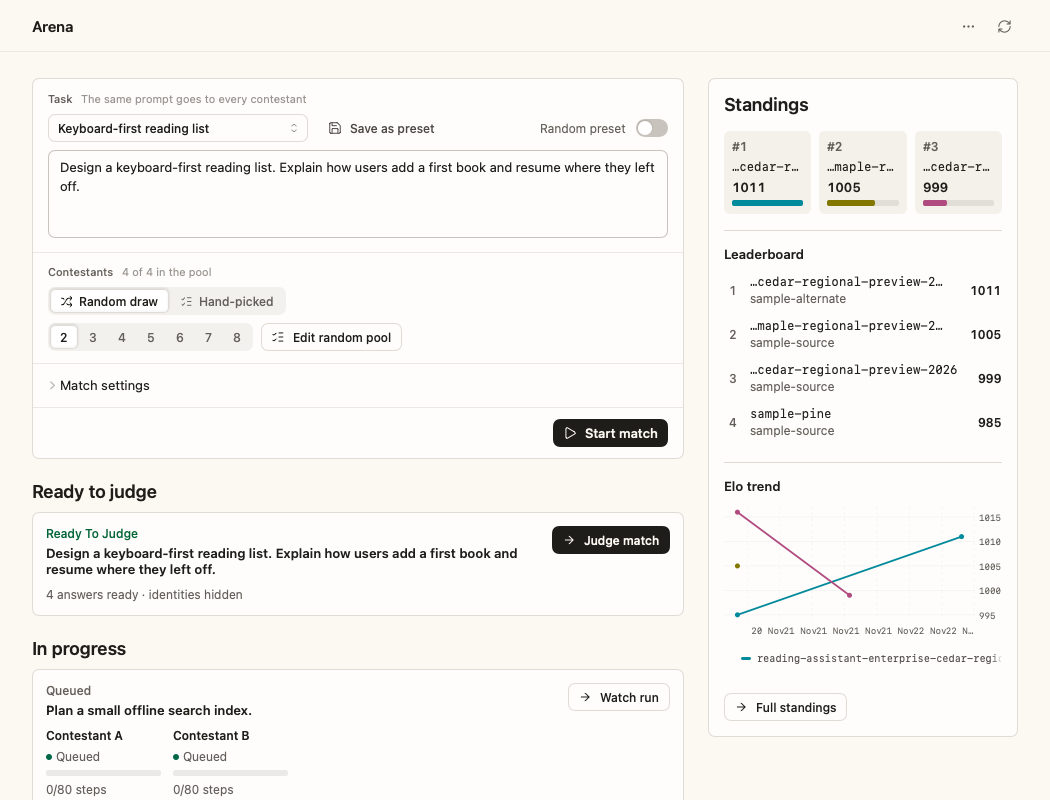 Arena
Task The same prompt goes to every contestant
Keyboard-first reading list
Save as preset
Random preset
Design a keyboard-first reading list. Explain how users add a first book and resume where they left
off.
Contestants 4 of 4 in the pool
Random draw
Hand-picked
2 3 4 5 6 7 8
Edit random pool
Match settings
Start match
Ready to judge
Ready To Judge
Design a keyboard-first reading list. Explain how users add a first book and
resume where they left off.
4 answers ready · identities hidden
Judge match
In progress
Queued
Plan a small offline search index.
Watch run
Contestant A Contestant B
Queued Queued
0/80 steps 0/80 steps
Standings
#1 #2 #3
…cedar-r… …maple-r… …cedar-r…
1011 1005 999
Leaderboard
1 …cedar-regional-preview-2… 1011
sample-alternate
2 …maple-regional-preview-2… 1005
sample-source
3 …cedar-regional-preview-2026 999
sample-source
4 sample-pine 985
sample-source
Elo trend
1015
1010
1005
1000
995
20 Nov21 Nov21 Nov21 Nov21 Nov22 Nov22 N…
reading-assistant-enterprise-cedar-regi
Full standings